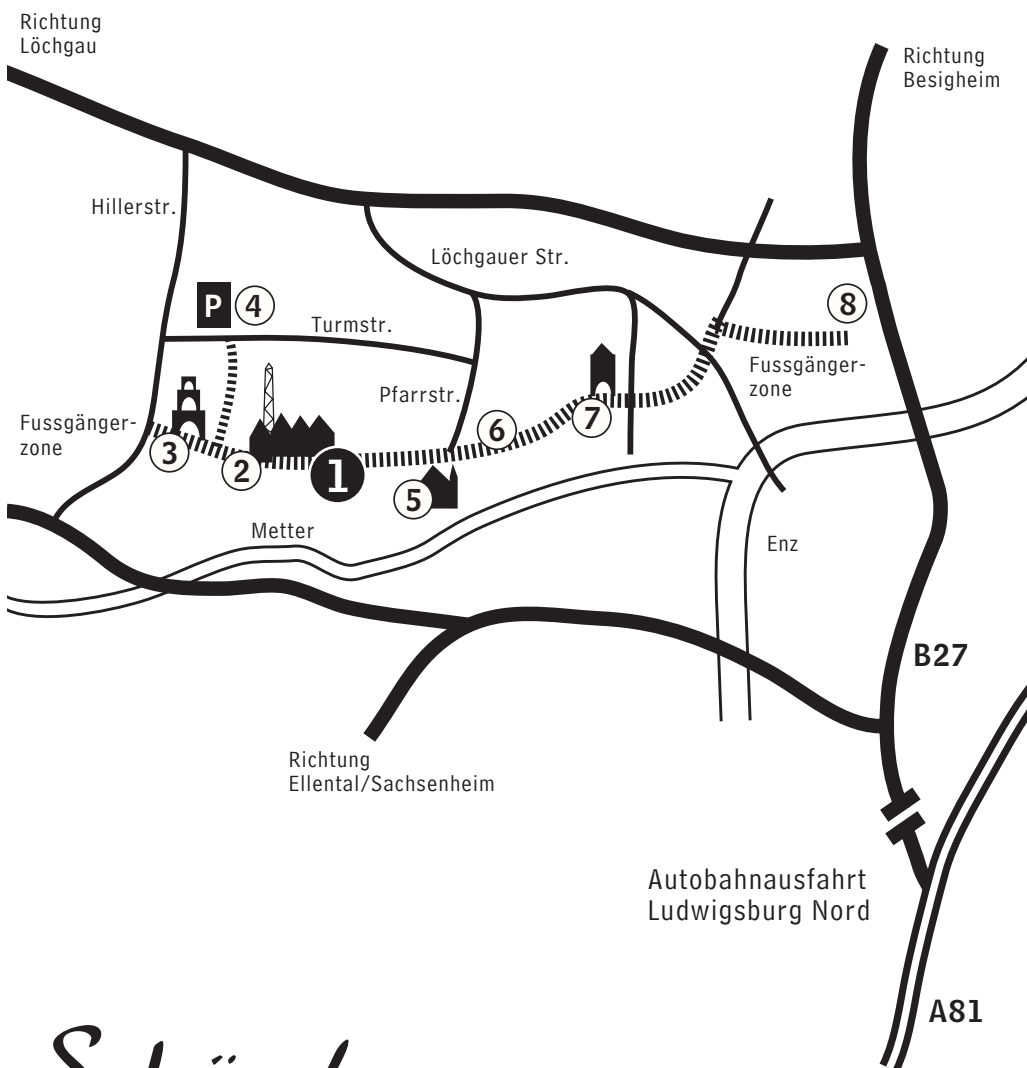 Richtung
Löchgau
Richtung
Besigheim
Hillerstr.
Löchgauer Str.
P 4
8
Turmstr.
Fussgänger-
zone
Pfarrstr.
7
Fussgänger-
zone
6
3
2
1
5
Metter
Enz
B27
Richtung
Ellental/Sachsenheim
Autobahnausfahrt
Ludwigsburg Nord
A81